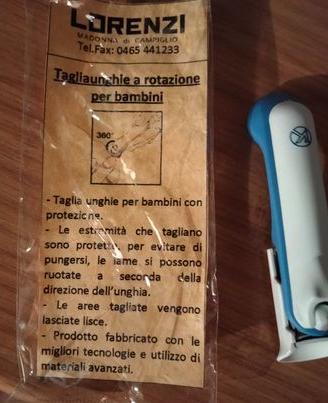 LORENZI
MADONNA di CAMPIGLIO
Tel.Fax: 0465 441233
Tagliaunghie a rotazione
per bambini
360°
- Taglia unghie per bambini con
protezione.
- Le estremità che tagliano
sono protette, per evitare di
pungersi, le lame si possono
ruotate a seconda della
direzione dell'unghia.
- Le aree tagliate vengono
lasciate lisce.
- Prodotto fabbricato con le
migliori tecnologie e utilizzo di
materiali avanzati.